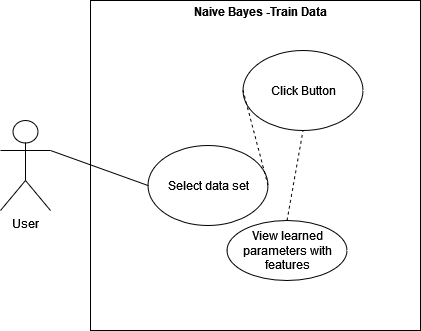 Naive Bayes -Train Data
Click Button
Select data set
User
View learned
parameters with
features